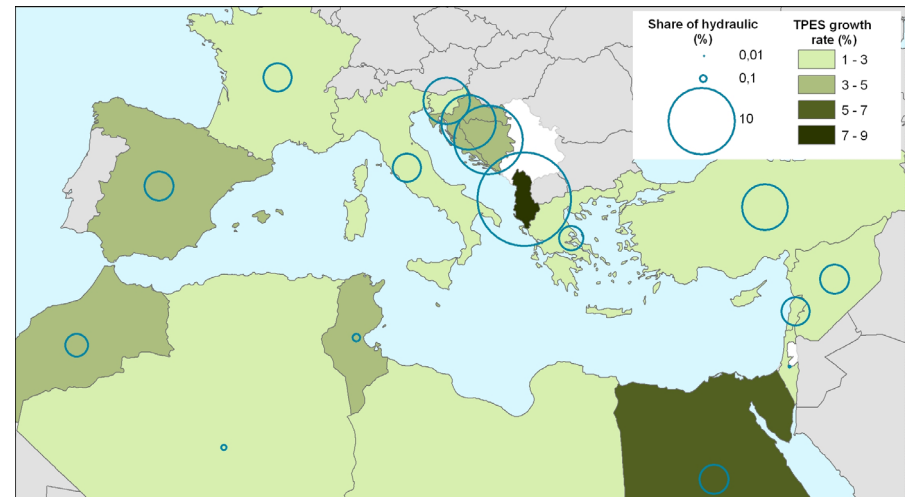 Share of hydraulic
(%)
0,01
0,1
10
TPES growth
rate (%)
1 - 3
3 - 5
5 - 7
7 - 9